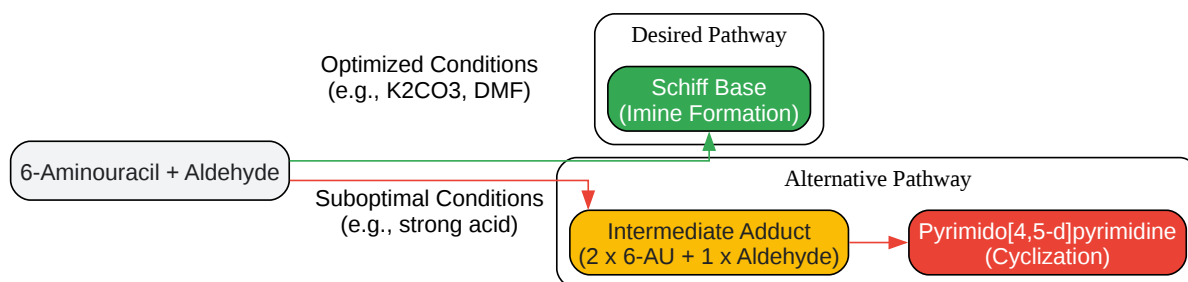 Desired Pathway
Optimized Conditions
(e.g., K2CO3, DMF)
Schiff Base
(Imine Formation)
6-Aminouracil + Aldehyde
Alternative Pathway
Suboptimal Conditions
(e.g., strong acid)
Intermediate Adduct
(2 x 6-AU + 1 x Aldehyde)
Pyrimido[4,5-d]pyrimidine
(Cyclization)